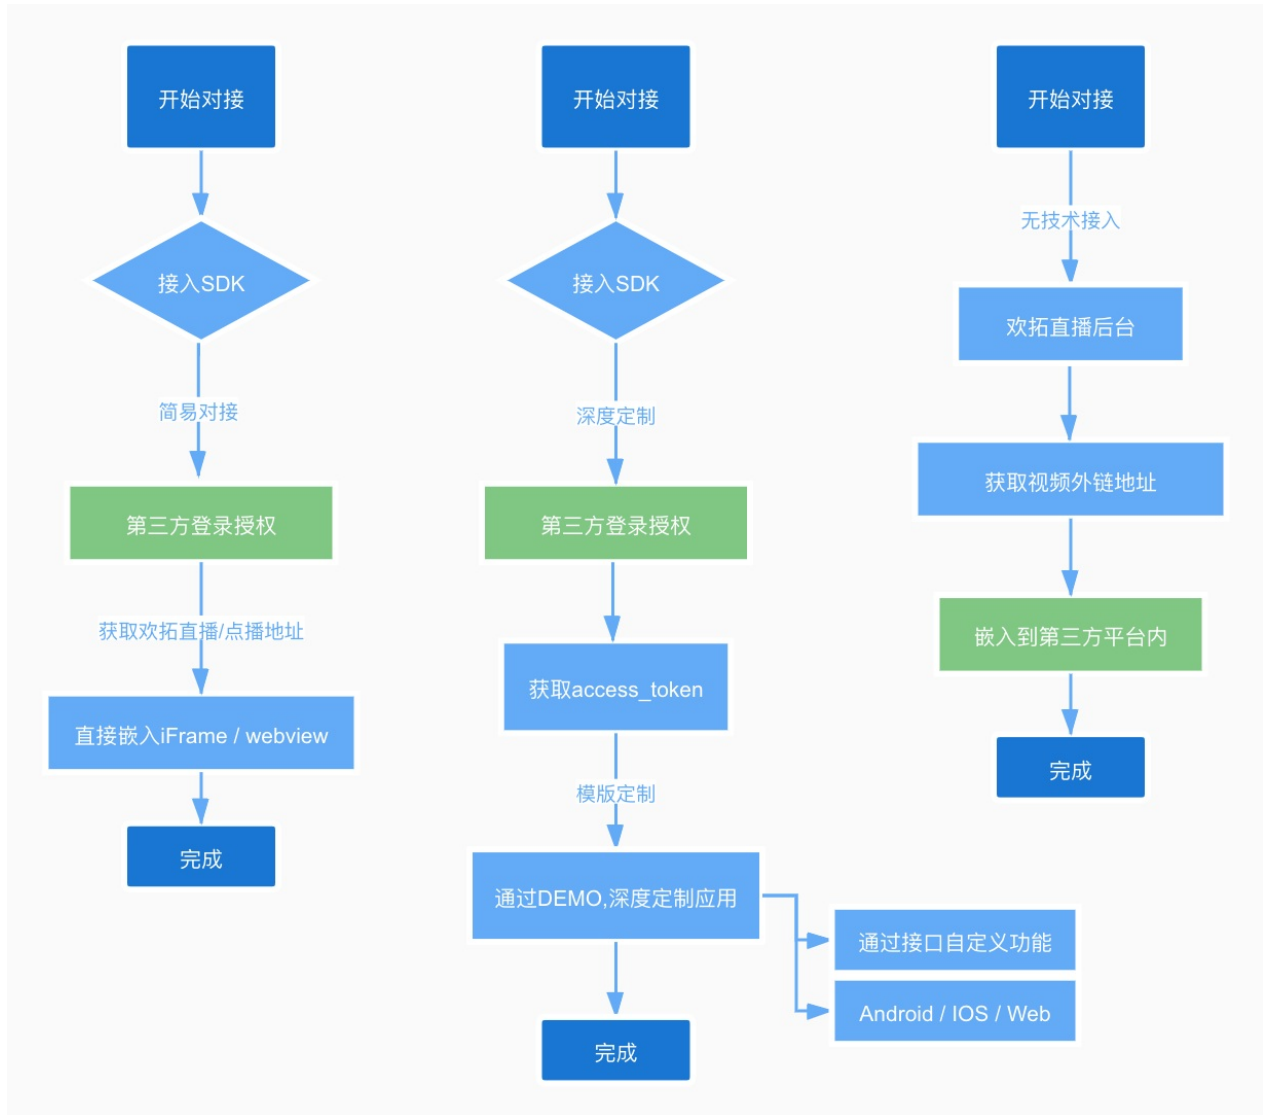 开始对接
接入SDK
简易对接
第三方登录授权
获取欢拓直播/点播地址
直接嵌入iFrame / webview
完成
开始对接
接入SDK
深度定制
第三方登录授权
获取access_token
模版定制
通过DEMO,深度定制应用
通过接口自定义功能
Android / IOS / Web
完成
开始对接
无技术接入
欢拓直播后台
获取视频外链地址
嵌入到第三方平台内
完成